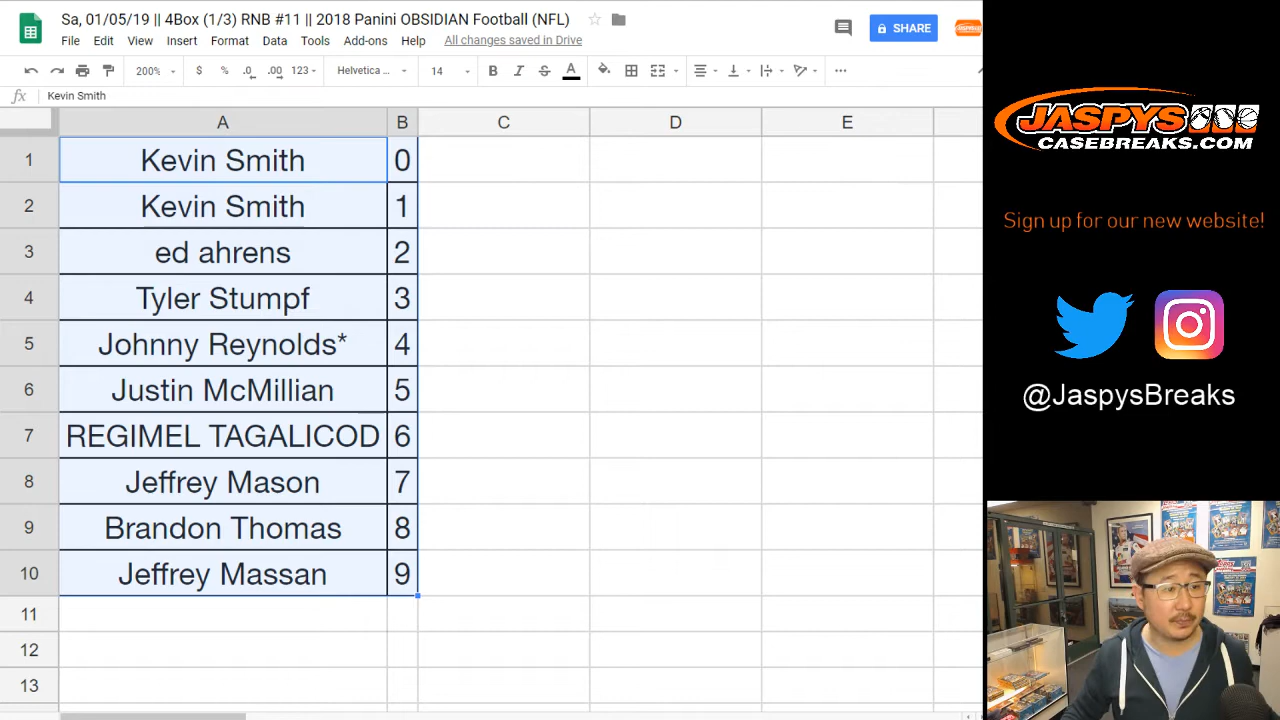 Sa, 01/05/19 || 4Box (1/3) RNB #11 || 2018 Panini OBSIDIAN Football (NFL)
File Edit View Insert Format Data Tools Add-ons Help All changes saved in Drive
SHARE
200% $ % .0 .00 123 Helvetica ... 14 B I S A
fx Kevin Smith
A B C D E
1 Kevin Smith 0
2 Kevin Smith 1
3 ed ahrens 2
4 Tyler Stumpf 3
5 Johnny Reynolds* 4
6 Justin McMillian 5
7 REGIMEL TAGALICOD 6
8 Jeffrey Mason 7
9 Brandon Thomas 8
10 Jeffrey Massan 9
11
12
13
JASPYS
CASEBREAKS.COM
Sign up for our new website!
@JaspysBreaks